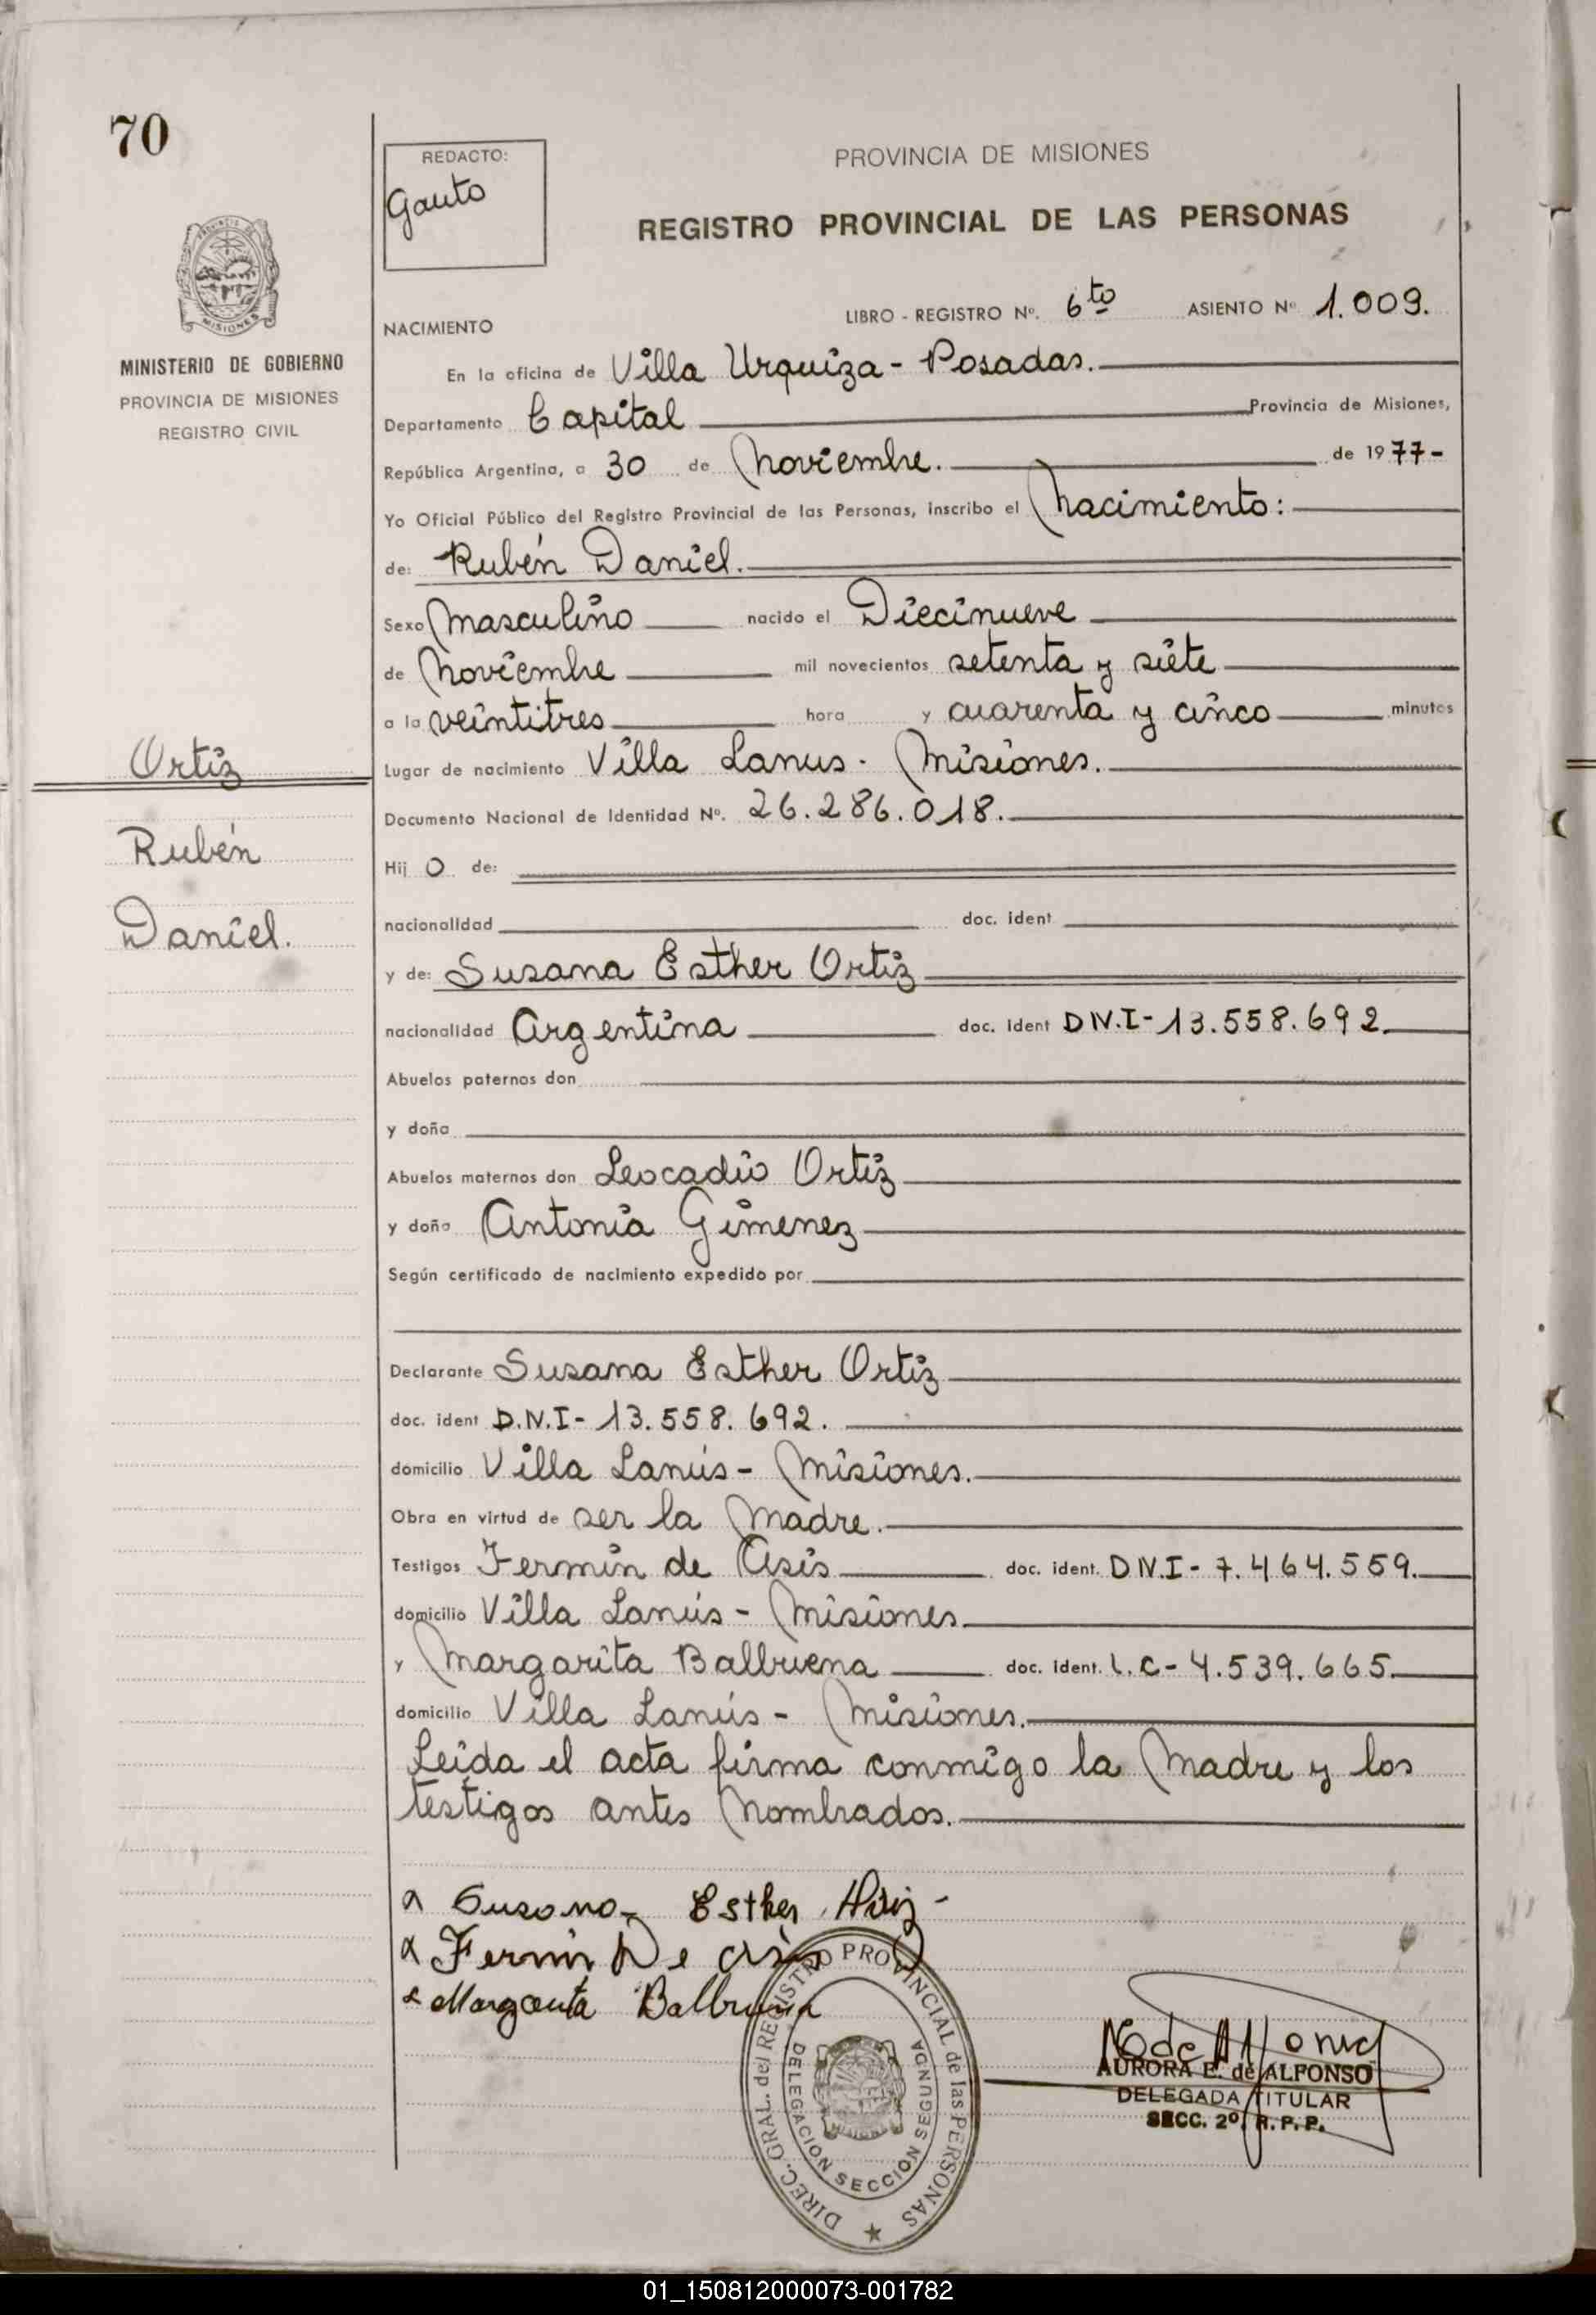 70
REDACTO:
Gauto
PROVINCIA DE MISIONES
REGISTRO PROVINCIAL DE LAS PERSONAS
MISIONES
MINISTERIO DE GOBIERNO
PROVINCIA DE MISIONES
REGISTRO CIVIL
NACIMIENTO
LIBRO - REGISTRO Nº. 6to ASIENTO Nº 1.009.
En la oficina de Villa Urquiza - Posadas.
Departamento Capital Provincia de Misiones,
República Argentina, a 30 de Noviembre. de 1977-
Yo Oficial Público del Registro Provincial de las Personas, inscribo el Nacimiento:
de: Rubén Daniel.
Sexo Masculino nacido el Diecinueve
de Noviembre mil novecientos setenta y siete
a la veintitres hora y cuarenta y cinco minutos
Lugar de nacimiento Villa Lanus - Misiones.
Documento Nacional de Identidad Nº. 26.286.018.
Hij o de:
nacionalidad doc. ident
y de: Susana Esther Ortiz
nacionalidad Argentina doc. ident D.N.I- 13.558.692.
Abuelos paternos don
y doña
Abuelos maternos don Leocadio Ortiz
y doña Antonia Gimenez
Según certificado de nacimiento expedido por
Declarante Susana Esther Ortiz
doc. ident D.N.I- 13.558.692.
domicilio Villa Lanús - Misiones.
Obra en virtud de ser la Madre.
Testigos Fermin de Asis doc. ident. D.N.I- 7.464.559.
domicilio Villa Lanús - Misiones.
y Margarita Balbuena doc. ident. L.C- 4.539.665.
domicilio Villa Lanús - Misiones.
Leida el acta firma conmigo la Madre y los
testigos antes Nombrados.
Ortiz
Rubén
Daniel.
Susana Esther Ortiz -
Fermin De Asis
Margarita Balbuena
DIREC. GRAL. del REGISTRO PROVINCIAL de las PERSONAS
DELEGACION SECCION SEGUNDA
AURORA E. de ALFONSO
DELEGADA TITULAR
SECC. 2º. R.P.P.
01_150812000073-001782